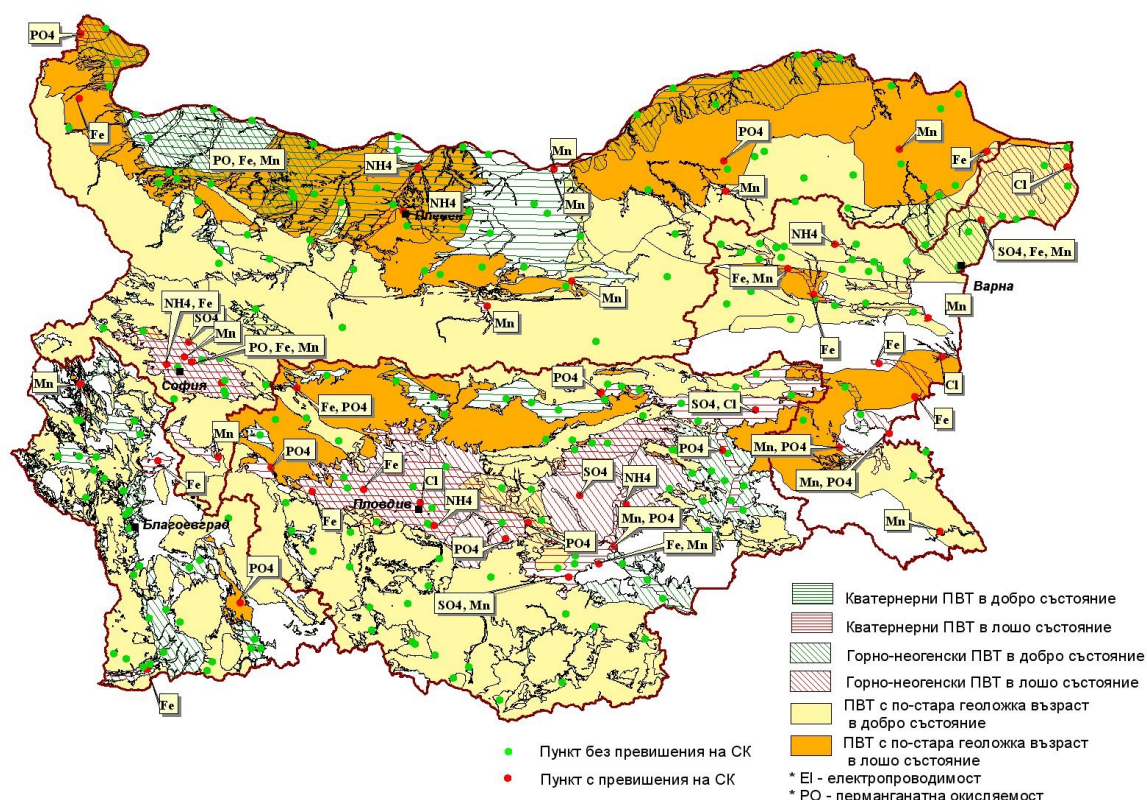 PO4
Fe
PO, Fe, Mn
NH4
NH4
Плевен
Mn
Mn
PO4
Mn
Mn
Fe
Cl
SO4, Fe, Mn
Варна
NH4
Fe, Mn
Mn
Fe
Fe
Mn
Mn
NH4, Fe
SO4
Mn
PO, Fe, Mn
София
Mn
Fe, PO4
PO4
SO4, Cl
Cl
Fe
Mn
PO4
Fe
Cl
SO4
NH4
PO4
Mn, PO4
Mn, PO4
Fe
Fe
Пловдив
NH4
Mn, PO4
Благоевград
PO4
PO4
Fe, Mn
Mn
PO4
SO4, Mn
Fe
Кватернерни ПВТ в добро състояние
Кватернерни ПВТ в лошо състояние
Горно-неогенски ПВТ в добро състояние
Горно-неогенски ПВТ в лошо състояние
ПВТ с по-стара геоложка възраст
в добро състояние
ПВТ с по-стара геоложка възраст
в лошо състояние
Пункт без превишения на СК
Пункт с превишения на СК
* El - електропроводимост
* PO - перманганатна окисляемост